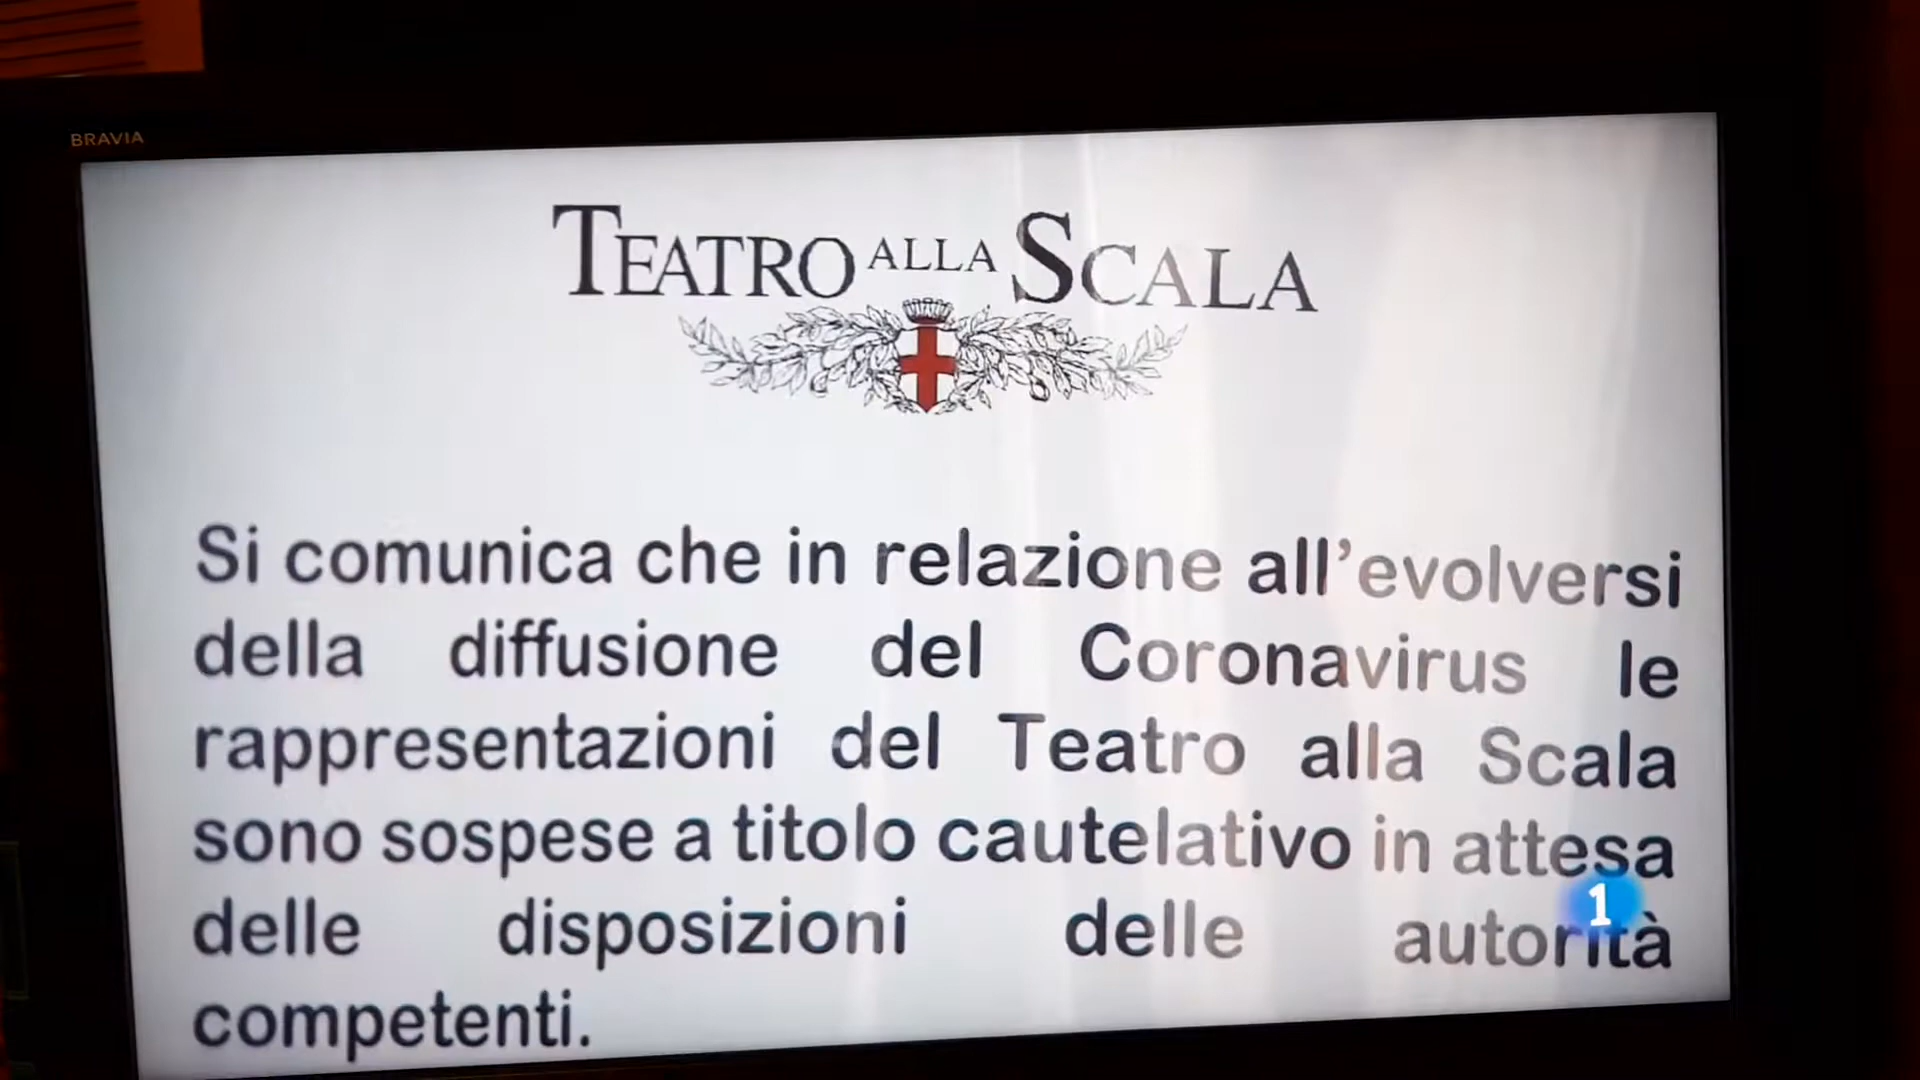 BRAVIA
TEATRO ALLA SCALA
Si comunica che in relazione all'evolversi
della diffusione del Coronavirus le
rappresentazioni del Teatro alla Scala
sono sospese a titolo cautelativo in attesa
1
delle disposizioni delle autorità
competenti.